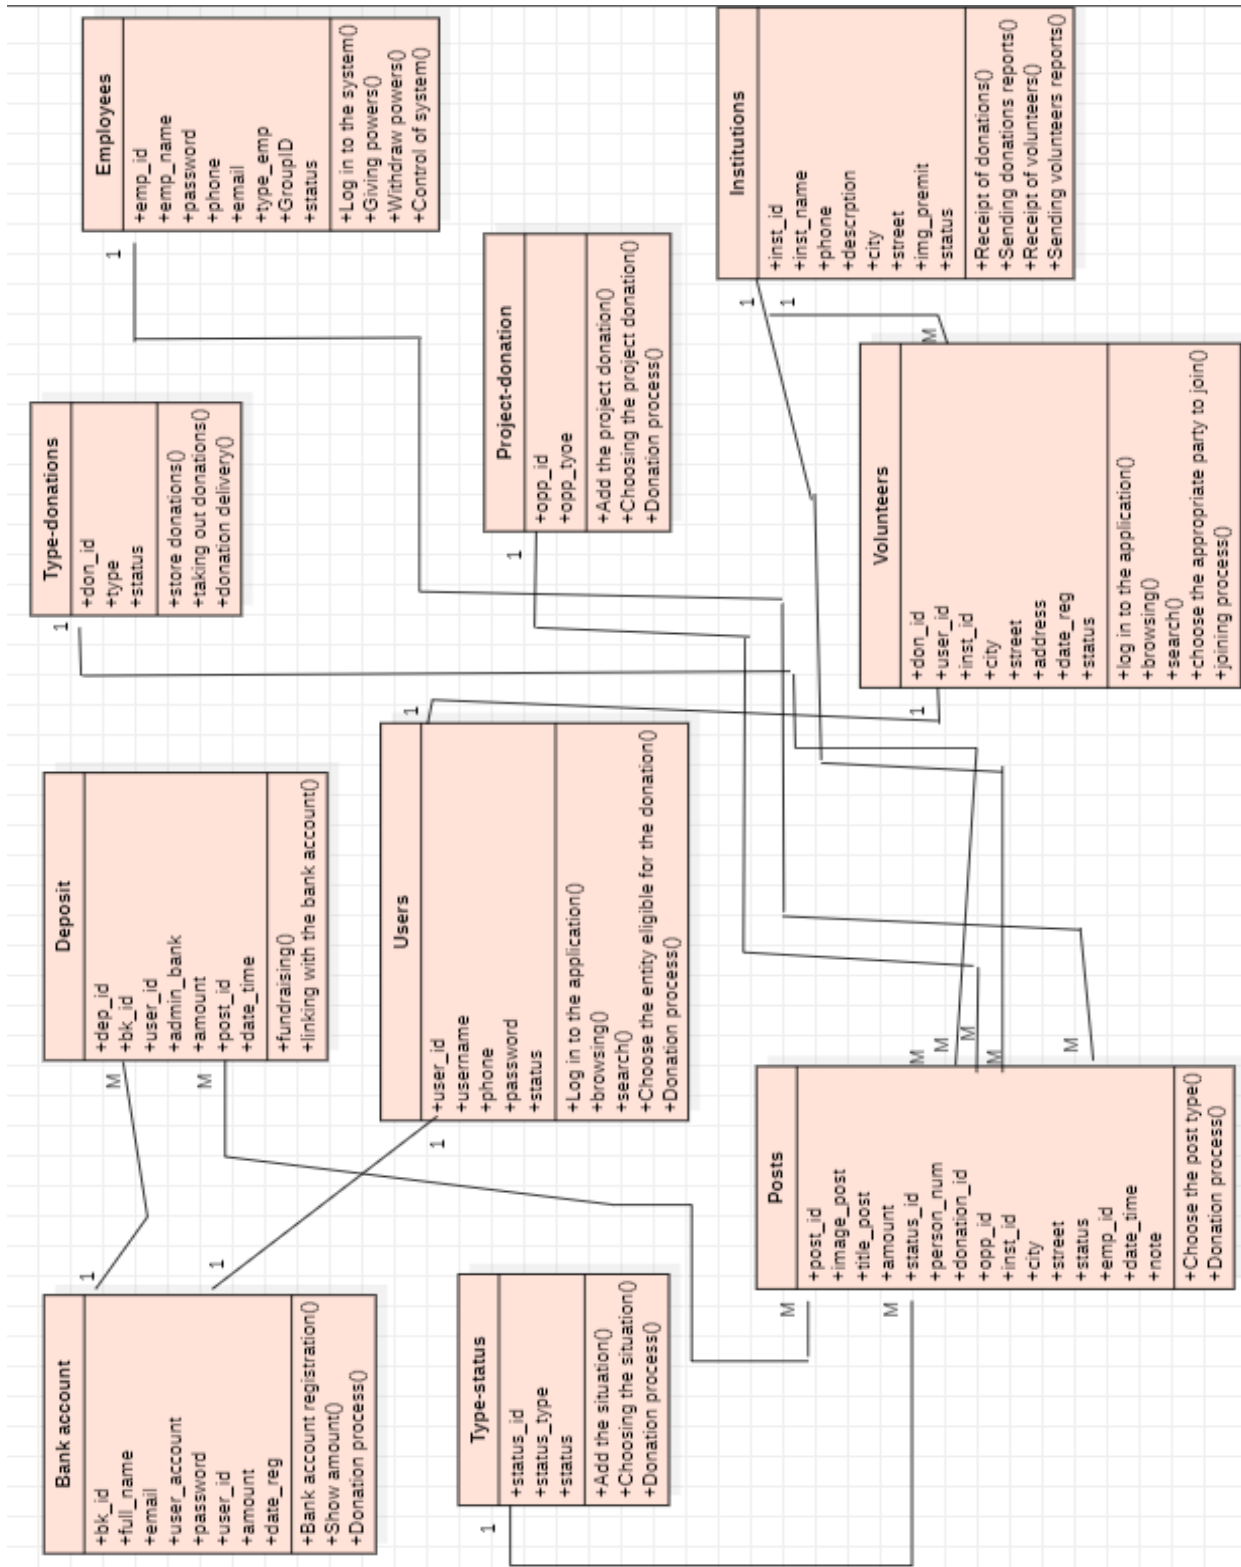 Bank account
+bk_id
+full_name
+email
+user_account
+password
+user_id
+amount
+date_reg
+Bank account registration()
+Show amount()
+Donation process()
1
1
Deposit
+dep_id
+bk_id
+user_id
+admin_bank
+amount
+post_id
+date_time
+fundraising()
+linking with the bank account()
M
M
Type-donations
+don_id
+type
+status
+store donations()
+taking out donations()
+donation delivery()
1
Employees
+emp_id
+emp_name
+password
+phone
+email
+type_emp
+GroupID
+status
+Log in to the system()
+Giving powers()
+Withdraw powers()
+Control of system()
1
Type-status
+status_id
+status_type
+status
+Add the situation()
+Choosing the situation()
+Donation process()
1
Users
+user_id
+username
+phone
+password
+status
+Log in to the application()
+browsing()
+search()
+Choose the entity eligible for the donation()
+Donation process()
1
1
Project-donation
+opp_id
+opp_tyoe
+Add the project donation()
+Choosing the project donation()
+Donation process()
1
Posts
+post_id
+image_post
+title_post
+amount
+status_id
+person_num
+donation_id
+opp_id
+inst_id
+city
+street
+status
+emp_id
+date_time
+note
+Choose the post type()
+Donation process()
M
M
M
M
M
M
M
Volunteers
+don_id
+user_id
+inst_id
+city
+street
+address
+date_reg
+status
+log in to the application()
+browsing()
+search()
+choose the appropriate party to join()
+joining process()
1
M
Institutions
+inst_id
+inst_name
+phone
+descrption
+city
+street
+img_premit
+status
+Receipt of donations()
+Sending donations reports()
+Receipt of volunteers()
+Sending volunteers reports()
1
1